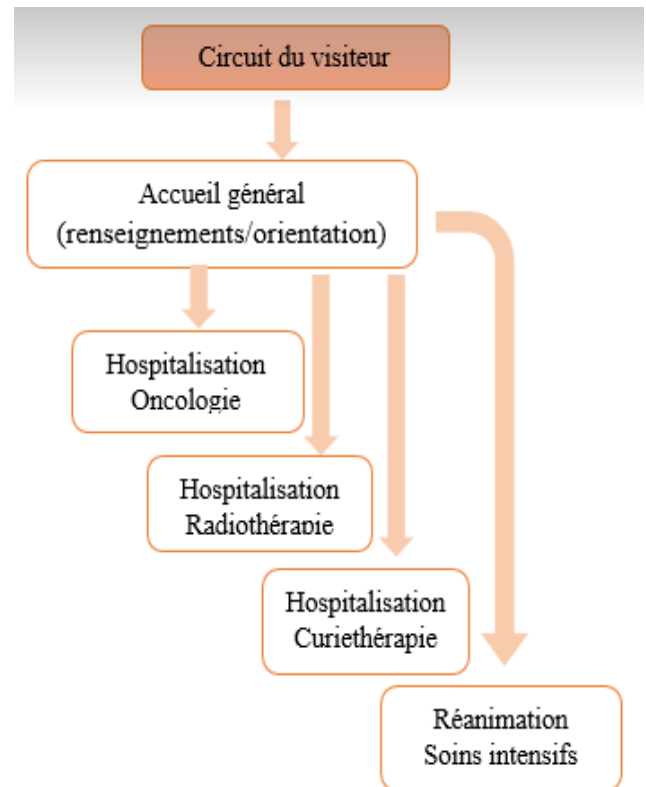 Circuit du visiteur
Accueil général
(renseignements/orientation)
Hospitalisation
Oncologie
Hospitalisation
Radiothérapie
Hospitalisation
Curiethérapie
Réanimation
Soins intensifs